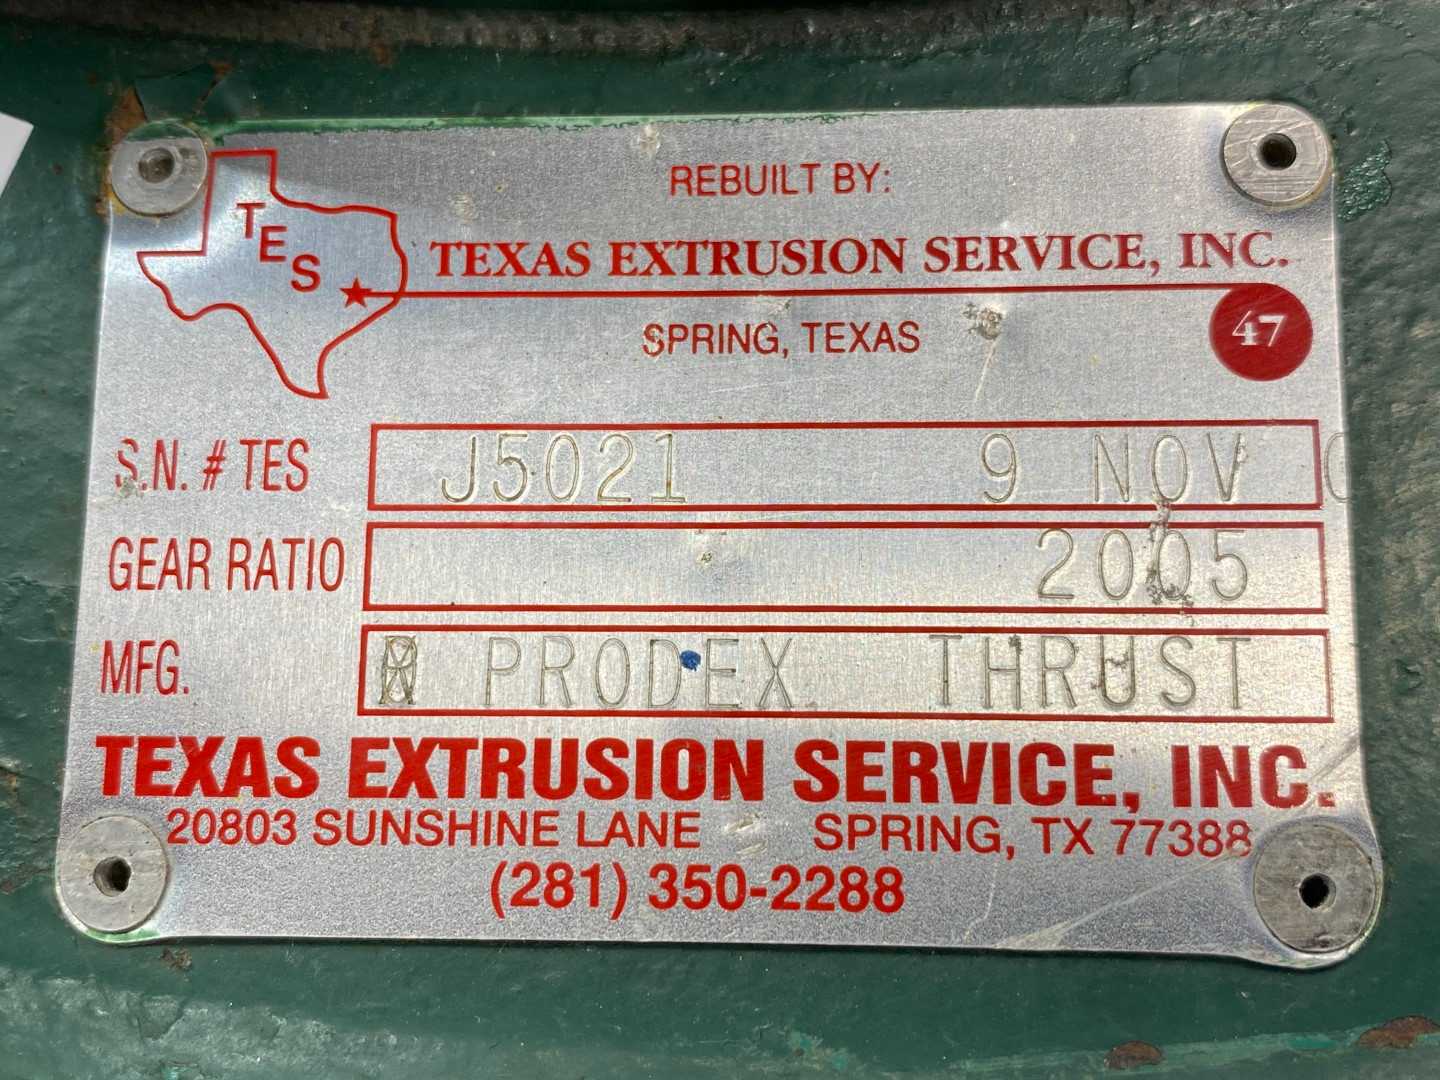 REBUILT BY:
TES
TEXAS EXTRUSION SERVICE, INC.
47
SPRING, TEXAS
S.N. # TES J5021 9 NOV
GEAR RATIO 2005
MFG. PRODEX THRUST
TEXAS EXTRUSION SERVICE, INC.
20803 SUNSHINE LANE SPRING, TX 77388
(281) 350-2288